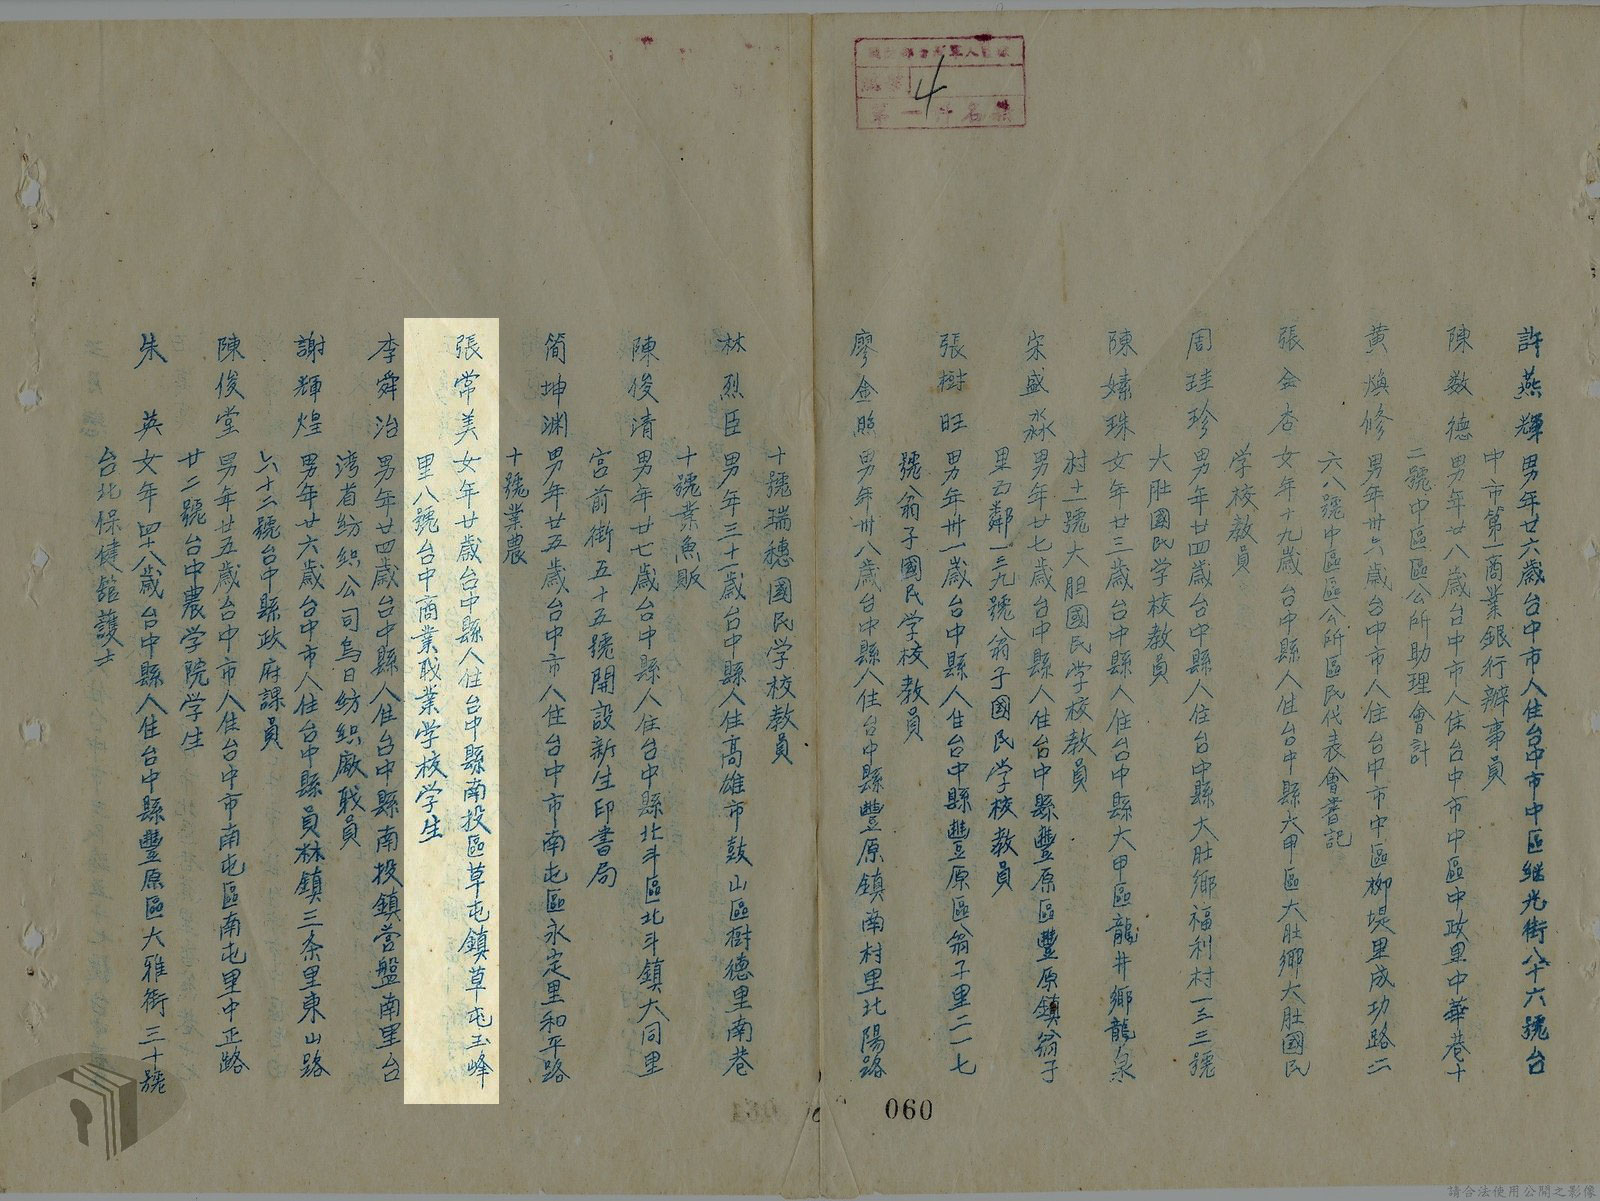 4
許燕輝男年廿六歲台中市人住台中市中區繼光街八十六號台
中市第一商業銀行辦事員
陳数德男年廿八歲台中市人住台中市中區中政里中華巷十
二號中區區公所助理會計
黃煥修男年卅六歲台中市人住台中市中區柳堤里成功路二
六八號中區區公所區民代表會書記
張金杏女年十九歲台中縣人住台中縣大甲區大肚鄉大肚國民
学校教員
周珪珍男年廿四歲台中縣人住台中縣大肚鄉福利村一三三號
大肚國民学校教員
陳嫊珠女年廿三歲台中縣人住台中縣大甲區龍井鄉龍泉
村十一號大胆國民学校教員
宋盛淼男年廿七歲台中縣人住台中縣豐原區豐原鎮翁子
里五鄰一三九號翁子國民学校教員
張樹旺男年卅一歲台中縣人住台中縣豐原區翁子里二一七
號翁子國民学校教員
廖金照男年卅八歲台中縣人住台中縣豐原鎮南村里北陽路
十號瑞穗國民学校教員
林烈臣男年三十一歲台中縣人住高雄市鼓山區樹德里南巷
十號業魚販
陳俊清男年廿七歲台中縣人住台中縣北斗區北斗鎮大同里
宮前街五十五號開設新生印書局
简坤渊男年廿五歲台中市人住台中市南屯區永定里和平路
十號業農
張常美女年廿歲台中縣人住台中縣南投區草屯鎮草屯玉峰
里八號台中商業职業学校学生
李舜治男年廿四歲台中縣人住台中縣南投鎮营盤南里台
湾省紡织公司烏日紡织廠职員
謝輝煌男年廿六歲台中市人住台中縣員林鎮三条里東山路
六十二號台中縣政府課員
陳俊堂男年廿五歲台中市人住台中市南屯區南屯里中正路
廿二號台中農学院学生
朱英女年四十八歲台中縣人住台中縣豐原區大雅街三十號
台北保健舘護士
060
請合法使用公開之影像